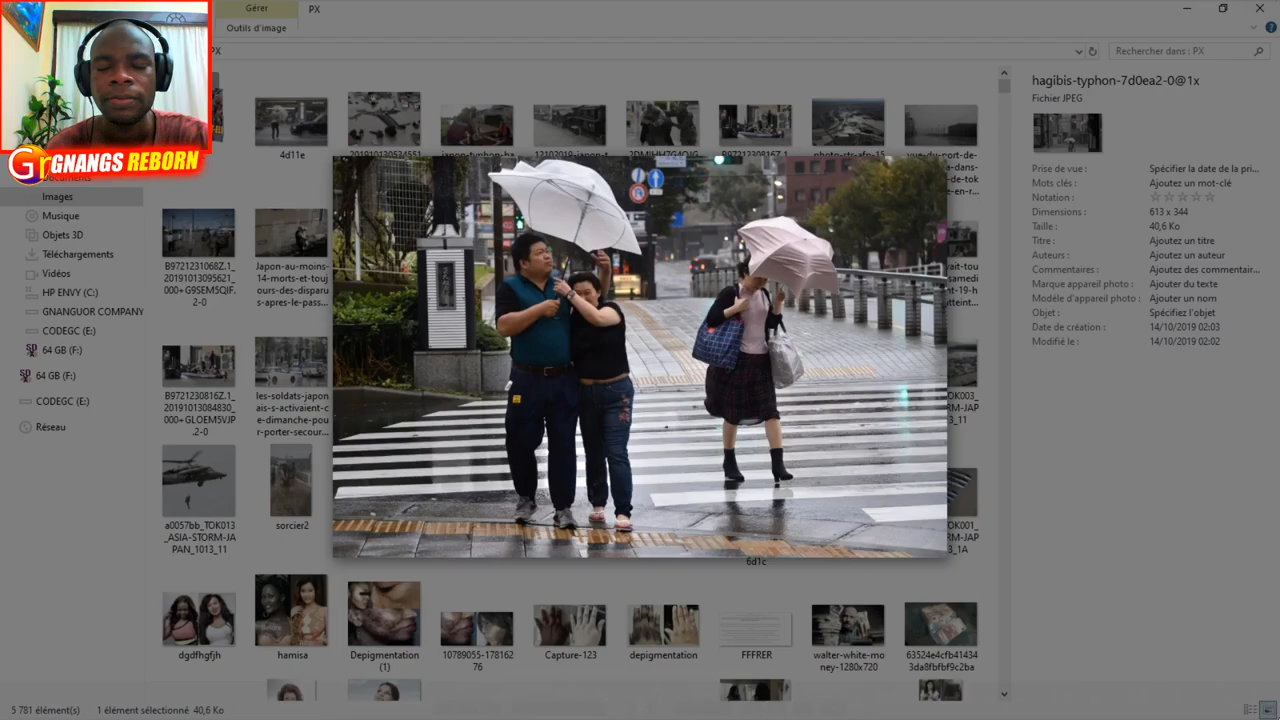 Gérer
PX
Outils d'image
PX
Rechercher dans : PX
GNANGS REBORN
Images
Musique
Objets 3D
Téléchargements
Vidéos
HP ENVY (C:)
GNANGUOR COMPANY
CODEGC (E:)
64 GB (F:)
64 GB (F:)
CODEGC (E:)
Réseau
4d11e
B9721231068Z.1_
20191013095621_
000+G9SEM5QJF.
2-0
Japon-au-moins-
14-morts-et-touj
ours-des-disparu
s-apres-le-pass...
B9721230816Z.1_
20191013084830_
000+GLOEM5VJP
.2-0
les-soldats-japon
ais-s-activaient-c
e-dimanche-pou
r-porter-secour...
a0057bb_TOK013
_ASIA-STORM-JA
PAN_1013_11
sorcier2
6d1c
dgdfhgfjh
hamisa
Depigmentation
(1)
10789055-178162
76
Capture-123
depigmentation
FFFRER
walter-white-mo
ney-1280x720
63524e4cfb41434
3da8fbfbf9c2ba
hagibis-typhon-7d0ea2-0@1x
Fichier JPEG
Prise de vue : Spécifier la date de la pri...
Mots clés : Ajoutez un mot-clé
Notation :
Dimensions : 613 x 344
Taille : 40,6 Ko
Titre : Ajoutez un titre
Auteurs : Ajoutez un auteur
Commentaires : Ajoutez des commentair...
Marque appareil photo : Ajouter du texte
Modèle d'appareil photo : Ajouter un nom
Objet : Spécifiez l'objet
Date de création : 14/10/2019 02:03
Modifié le : 14/10/2019 02:02
5 781 élément(s) 1 élément sélectionné 40,6 Ko